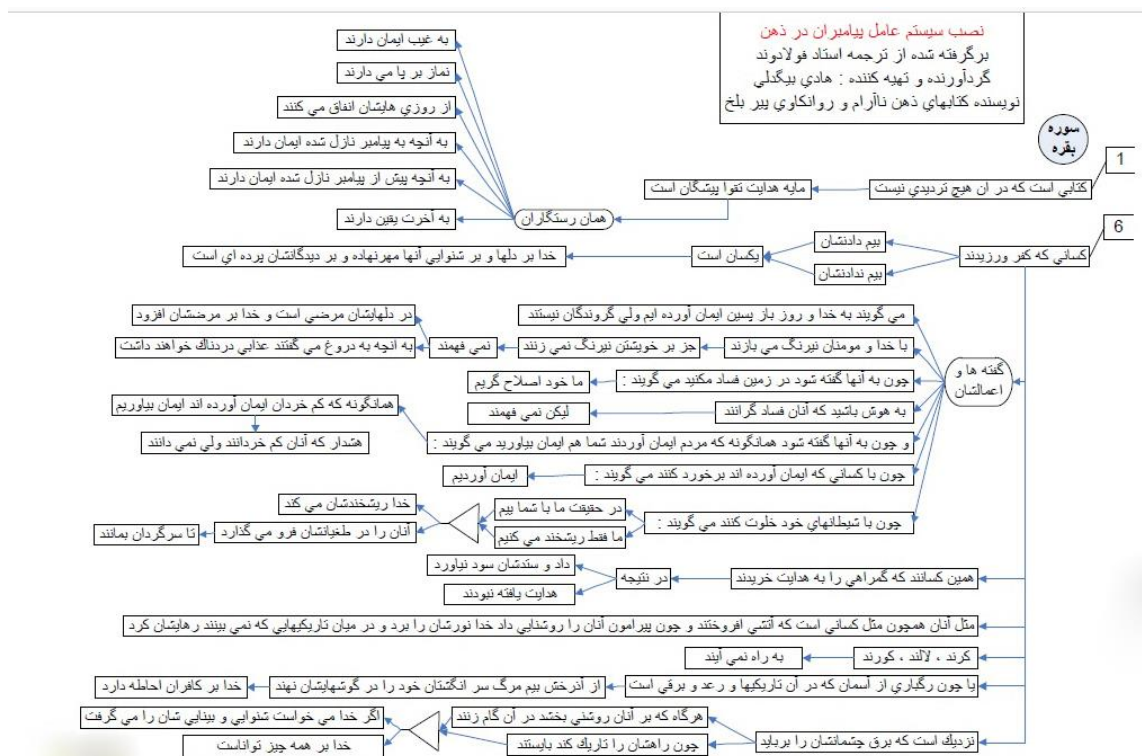 نصب سيستم عامل پيامبران در ذهن
برگرفته شده از ترجمه استاد فولادوند
گردآورنده و تهيه كننده : هادي بيگدلي
نويسنده كتابهاي ذهن ناآرام و روانكاوي پير بلخ
سوره
بقره
1
كتابي است كه در ان هيچ ترديدي نيست
مايه هدايت تقوا پيشگان است
همان رستگاران
به غيب ايمان دارند
نماز بر پا مي دارند
از روزي هايشان انفاق مي كنند
به آنچه به پيامبر نازل شده ايمان دارند
به آنچه پيش از پيامبر نازل شده ايمان دارند
به آخرت يقين دارند
6
كساني كه كفر ورزيدند
بيم دادنشان
بيم ندادنشان
يكسان است
خدا بر دلها و بر شنوايي آنها مهرنهاده و بر ديدگانشان پرده اي است
گفته ها و
اعمالشان
مي گويند به خدا و روز باز پسين ايمان آورده ايم ولي گروندگان نيستند
با خدا و مومنان نيرنگ مي بازند
جز بر خويشتن نيرنگ نمي زنند
نمي فهمند
در دلهايشان مرضي است و خدا بر مرضشان افزود
به انچه به دروغ مي گفتند عذابي دردناك خواهند داشت
چون به آنها گفته شود در زمين فساد مكنيد مي گويند :
ما خود اصلاح گريم
به هوش باشيد كه آنان فساد گرانند
ليكن نمي فهمند
و چون به آنها گفته شود همانگونه كه مردم ايمان آوردند شما هم ايمان بياوريد مي گويند :
همانگونه كه كم خردان ايمان آورده اند ايمان بياوريم
هشدار كه آنان كم خردانند ولي نمي دانند
چون با كساني كه ايمان آورده اند برخورد كنند مي گويند :
ايمان آورديم
چون با شيطانهاي خود خلوت كنند مي گويند :
در حقيقت ما با شما ييم
ما فقط ريشخند مي كنيم
خدا ريشخندشان مي كند
آنان را در طغيانشان فرو مي گذارد
تا سرگردان بمانند
همين كسانند كه گمراهي را به هدايت خريدند
در نتيجه
داد و ستدشان سود نياورد
هدايت يافته نبودند
مثل آنان همچون مثل كساني است كه آتشي افروختند و چون پيرامون آنان را روشنايي داد خدا نورشان را برد و در ميان تاريكيهايي كه نمي بينند رهايشان كرد
كرند ، لالند ، كورند
به راه نمي آيند
يا چون رگباري از آسمان كه در آن تاريكيها و رعد و برقي است
از آذرخش بيم مرگ سر انگشتان خود را در گوشهايشان نهند
خدا بر كافران احاطه دارد
نزديك است كه برق چشمانشان را بربايد
هرگاه كه بر آنان روشني بخشد در آن گام زنند
چون راهشان را تاريك كند بايستند
اگر خدا مي خواست شنوايي و بينايي شان را مي گرفت
خدا بر همه چيز تواناست